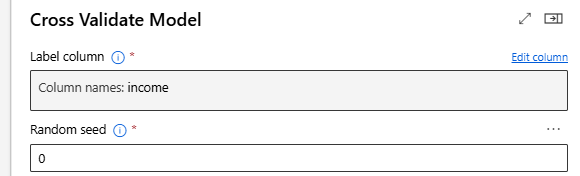 Cross Validate Model
Label column * Edit column
Column names: income
Random seed * ...
0